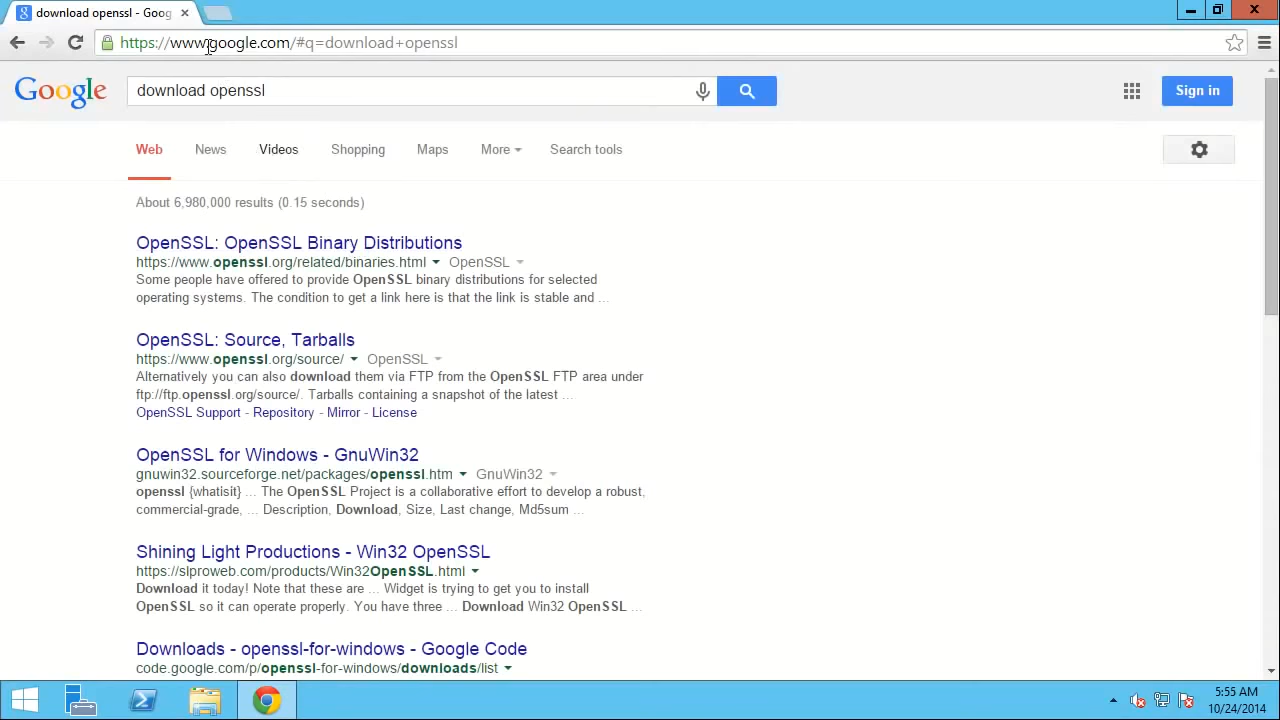 download openssl - Goog
https://www.google.com/#q=download+openssl
Google
download openssl
Sign in
Web News Videos Shopping Maps More Search tools
About 6,980,000 results (0.15 seconds)
OpenSSL: OpenSSL Binary Distributions
https://www.openssl.org/related/binaries.html OpenSSL
Some people have offered to provide OpenSSL binary distributions for selected
operating systems. The condition to get a link here is that the link is stable and ...
OpenSSL: Source, Tarballs
https://www.openssl.org/source/ OpenSSL
Alternatively you can also download them via FTP from the OpenSSL FTP area under
ftp://ftp.openssl.org/source/. Tarballs containing a snapshot of the latest ...
OpenSSL Support - Repository - Mirror - License
OpenSSL for Windows - GnuWin32
gnuwin32.sourceforge.net/packages/openssl.htm GnuWin32
openssl {whatisit} ... The OpenSSL Project is a collaborative effort to develop a robust,
commercial-grade, ... Description, Download, Size, Last change, Md5sum ...
Shining Light Productions - Win32 OpenSSL
https://slproweb.com/products/Win32OpenSSL.html
Download it today! Note that these are ... Widget is trying to get you to install
OpenSSL so it can operate properly. You have three ... Download Win32 OpenSSL ...
Downloads - openssl-for-windows - Google Code
code.google.com/p/openssl-for-windows/downloads/list
5:55 AM
10/24/2014